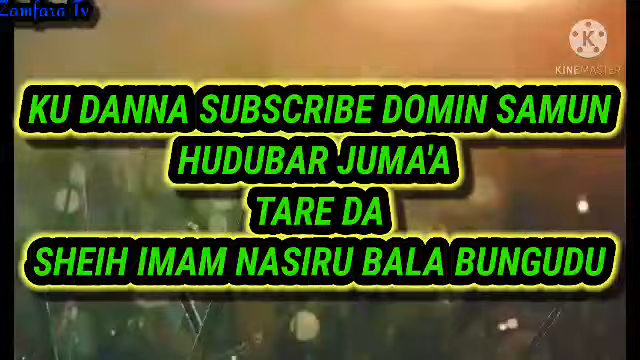 Zamfara Tv
KINEMASTER
KU DANNA SUBSCRIBE DOMIN SAMUN
HUDUBAR JUMA'A
TARE DA
SHEIH IMAM NASIRU BALA BUNGUDU